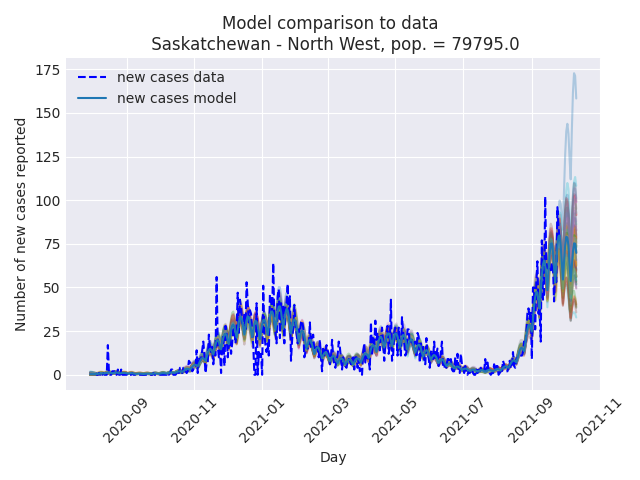 Model comparison to data
Saskatchewan - North West, pop. = 79795.0
new cases data
new cases model
Number of new cases reported
175
150
125
100
75
50
25
0
2020-09
2020-11
2021-01
2021-03
2021-05
2021-07
2021-09
2021-11
Day